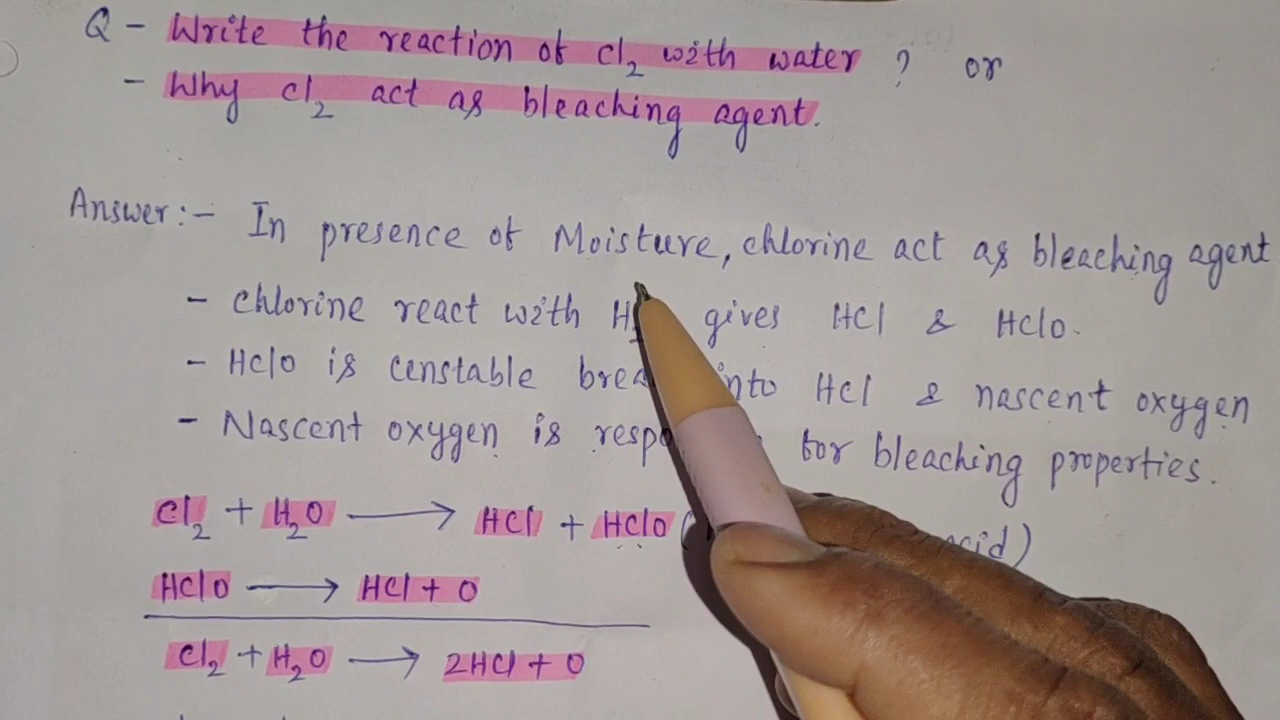 Q - Write the reaction of Cl₂ with water ? or
- Why Cl₂ act as bleaching agent.
Answer :- In presence of Moisture, chlorine act as bleaching agent
- Chlorine react with H gives HCl & HClO.
- HClO is unstable into HCl & nascent oxygen
- Nascent oxygen is for bleaching properties.
Cl₂ + H₂O ⟶ HCl + HClO ( acid)
HClO ⟶ HCl + O
Cl₂ + H₂O ⟶ 2HCl + O